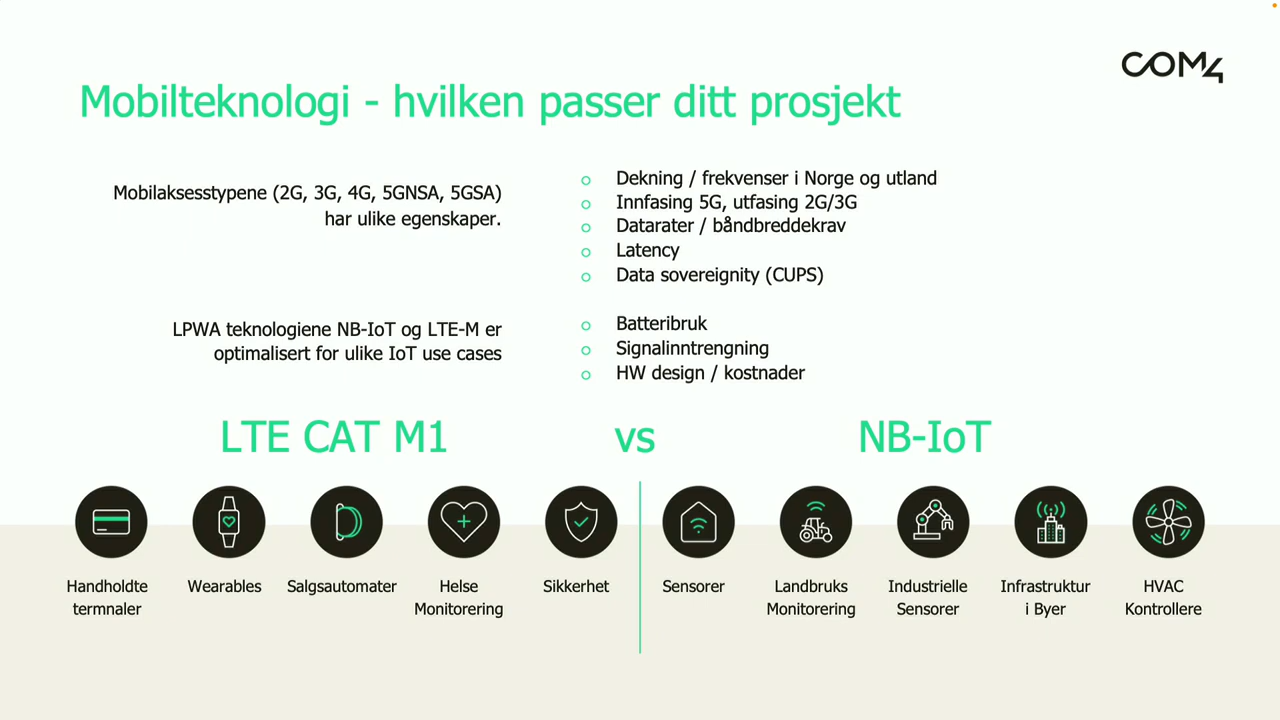 COM4
Mobilteknologi - hvilken passer ditt prosjekt
Mobilaksesstypene (2G, 3G, 4G, 5GNSA, 5GSA)
har ulike egenskaper.
Dekning / frekvenser i Norge og utland
Innfasing 5G, utfasing 2G/3G
Datarater / båndbreddekrav
Latency
Data sovereignity (CUPS)
LPWA teknologiene NB-IoT og LTE-M er
optimalisert for ulike IoT use cases
Batteribruk
Signalinntrengning
HW design / kostnader
LTE CAT M1 vs NB-IoT
Handholdte
termnaler
Wearables
Salgsautomater
Helse
Monitorering
Sikkerhet
Sensorer
Landbruks
Monitorering
Industrielle
Sensorer
Infrastruktur
i Byer
HVAC
Kontrollere